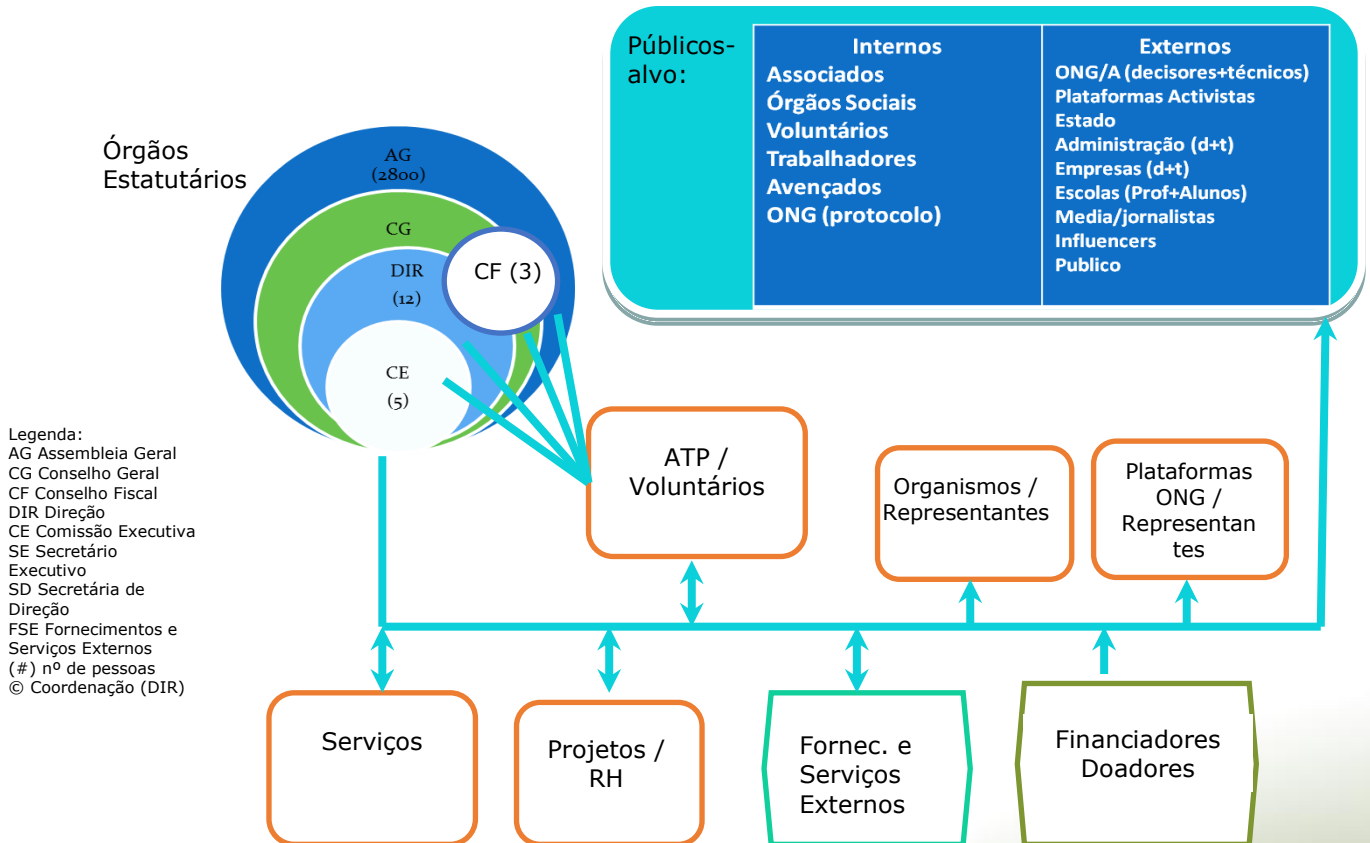 Públicos-
alvo:
Internos
Associados
Órgãos Sociais
Voluntários
Trabalhadores
Avençados
ONG (protocolo)
Externos
ONG/A (decisores+técnicos)
Plataformas Activistas
Estado
Administração (d+t)
Empresas (d+t)
Escolas (Prof+Alunos)
Media/jornalistas
Influencers
Publico
Órgãos
Estatutários
AG
(2800)
CG
DIR
(12)
CF (3)
CE
(5)
Legenda:
AG Assembleia Geral
CG Conselho Geral
CF Conselho Fiscal
DIR Direção
CE Comissão Executiva
SE Secretário
Executivo
SD Secretária de
Direção
FSE Fornecimentos e
Serviços Externos
(#) nº de pessoas
© Coordenação (DIR)
ATP /
Voluntários
Organismos /
Representantes
Plataformas
ONG /
Representan
tes
Serviços
Projetos /
RH
Fornec. e
Serviços
Externos
Financiadores
Doadores